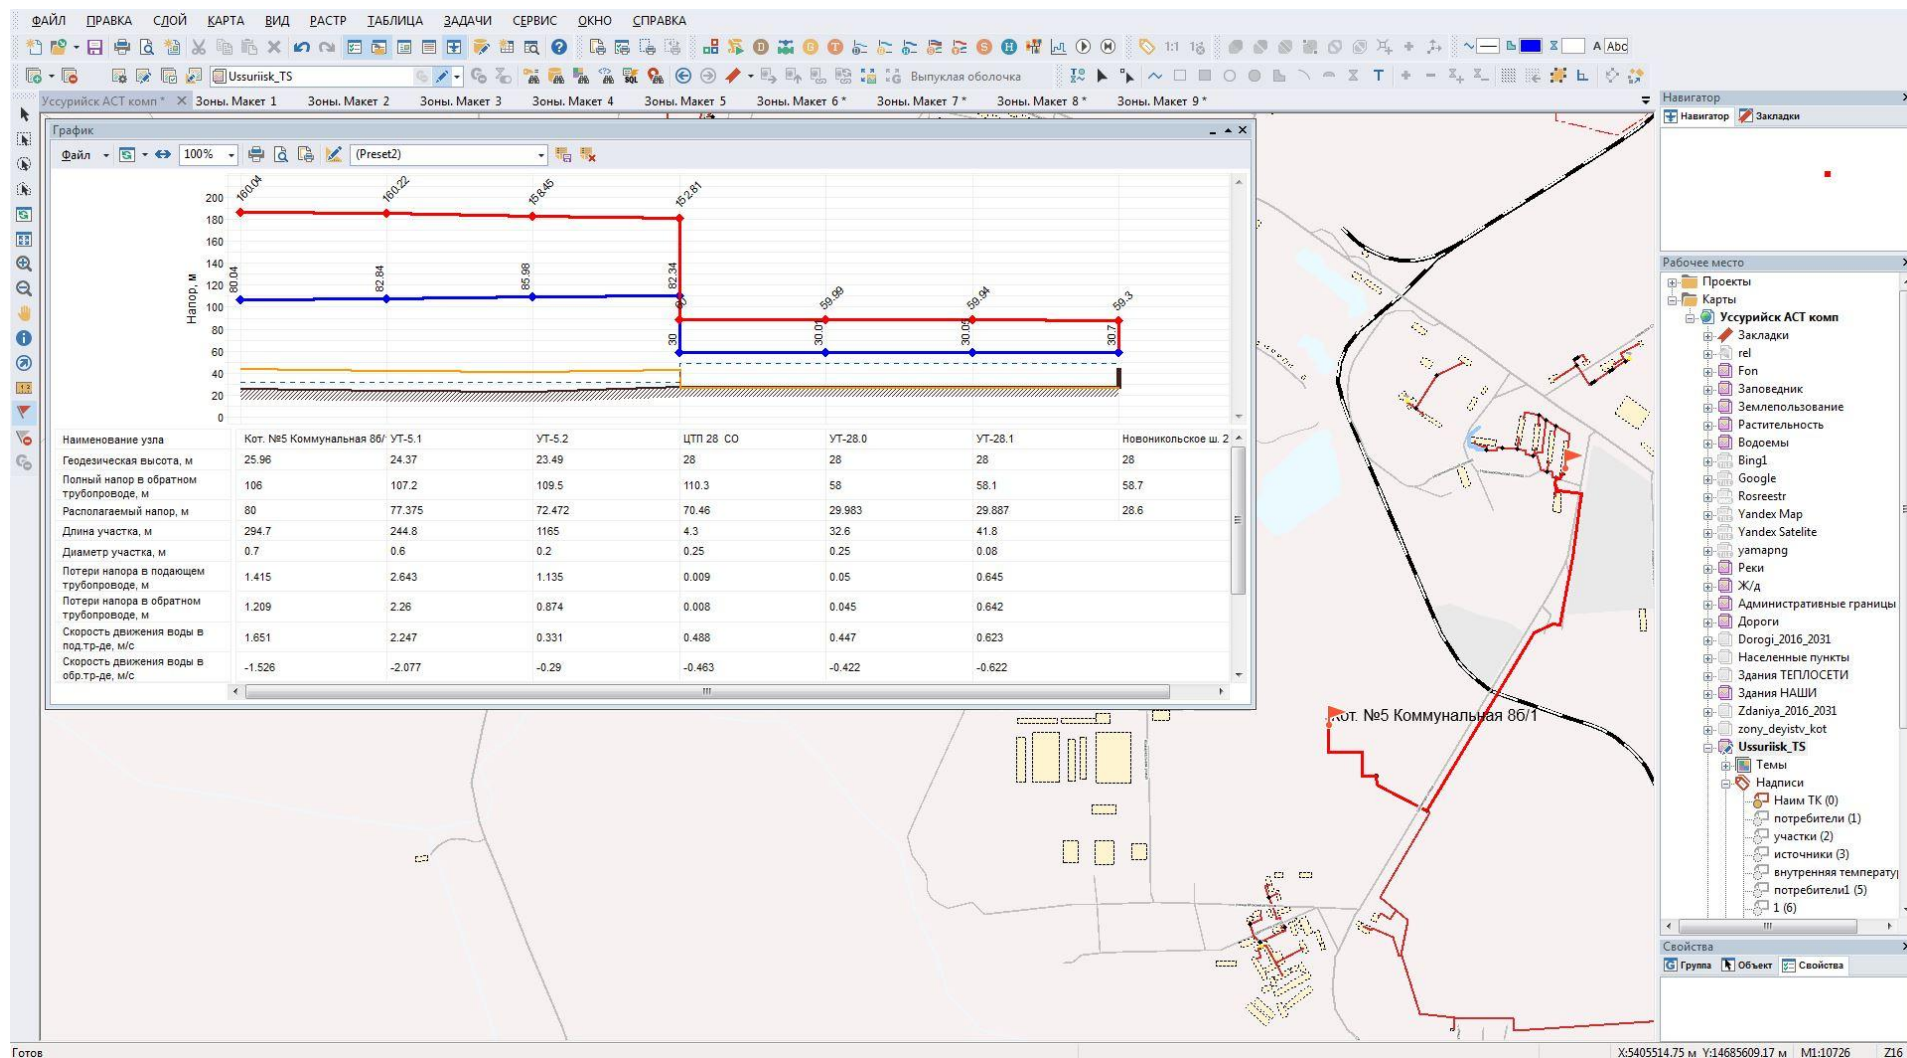 ФАЙЛ ПРАВКА СЛОЙ КАРТА ВИД РАСТР ТАБЛИЦА ЗАДАЧИ СЕРВИС ОКНО СПРАВКА
1:1
A Abc
Ussuriisk_TS
SQL
Выпуклая оболочка
Уссурийск АСТ комп * Зоны. Макет 1 Зоны. Макет 2 Зоны. Макет 3 Зоны. Макет 4 Зоны. Макет 5 Зоны. Макет 6 * Зоны. Макет 7 * Зоны. Макет 8 * Зоны. Макет 9 *
График
Файл 100% (Preset2)
Напор, м
200
180
160
140
120
100
80
60
40
20
0
160.04 160.22 158.45 152.81
80.04 82.84 85.98 82.34
60 59.99 59.94 59.3
30 30.01 30.05 30.7
Наименование узла Кот. №5 Коммунальная 8б/ УТ-5.1 УТ-5.2 ЦТП 28 СО УТ-28.0 УТ-28.1 Новоникольское ш. 2
Геодезическая высота, м 25.96 24.37 23.49 28 28 28 28
Полный напор в обратном
трубопроводе, м 106 107.2 109.5 110.3 58 58.1 58.7
Располагаемый напор, м 80 77.375 72.472 70.46 29.983 29.887 28.6
Длина участка, м 294.7 244.8 1165 4.3 32.6 41.8
Диаметр участка, м 0.7 0.6 0.2 0.25 0.25 0.08
Потери напора в подающем
трубопроводе, м 1.415 2.643 1.135 0.009 0.05 0.645
Потери напора в обратном
трубопроводе, м 1.209 2.26 0.874 0.008 0.045 0.642
Скорость движения воды в
под.тр-де, м/с 1.651 2.247 0.331 0.488 0.447 0.623
Скорость движения воды в
обр.тр-де, м/с -1.526 -2.077 -0.29 -0.463 -0.422 -0.622
Кот. №5 Коммунальная 8б/1
Навигатор
Навигатор Закладки
Рабочее место
Проекты
Карты
Уссурийск АСТ комп
Закладки
rel
Fon
Заповедник
Землепользование
Растительность
Водоемы
Bing1
Google
Rosreestr
Yandex Map
Yandex Satelite
yamapng
Реки
Ж/д
Административные границы
Дороги
Dorogi_2016_2031
Населенные пункты
Здания ТЕПЛОСЕТИ
Здания НАШИ
Zdaniya_2016_2031
zony_deyistv_kot
Ussuriisk_TS
Темы
Надписи
Наим ТК (0)
потребители (1)
участки (2)
источники (3)
внутренняя температу
потребители1 (5)
1 (6)
Свойства
Группа Объект Свойства
Готов X:5405514.75 м Y:14685609.17 м М1:10726 Z16